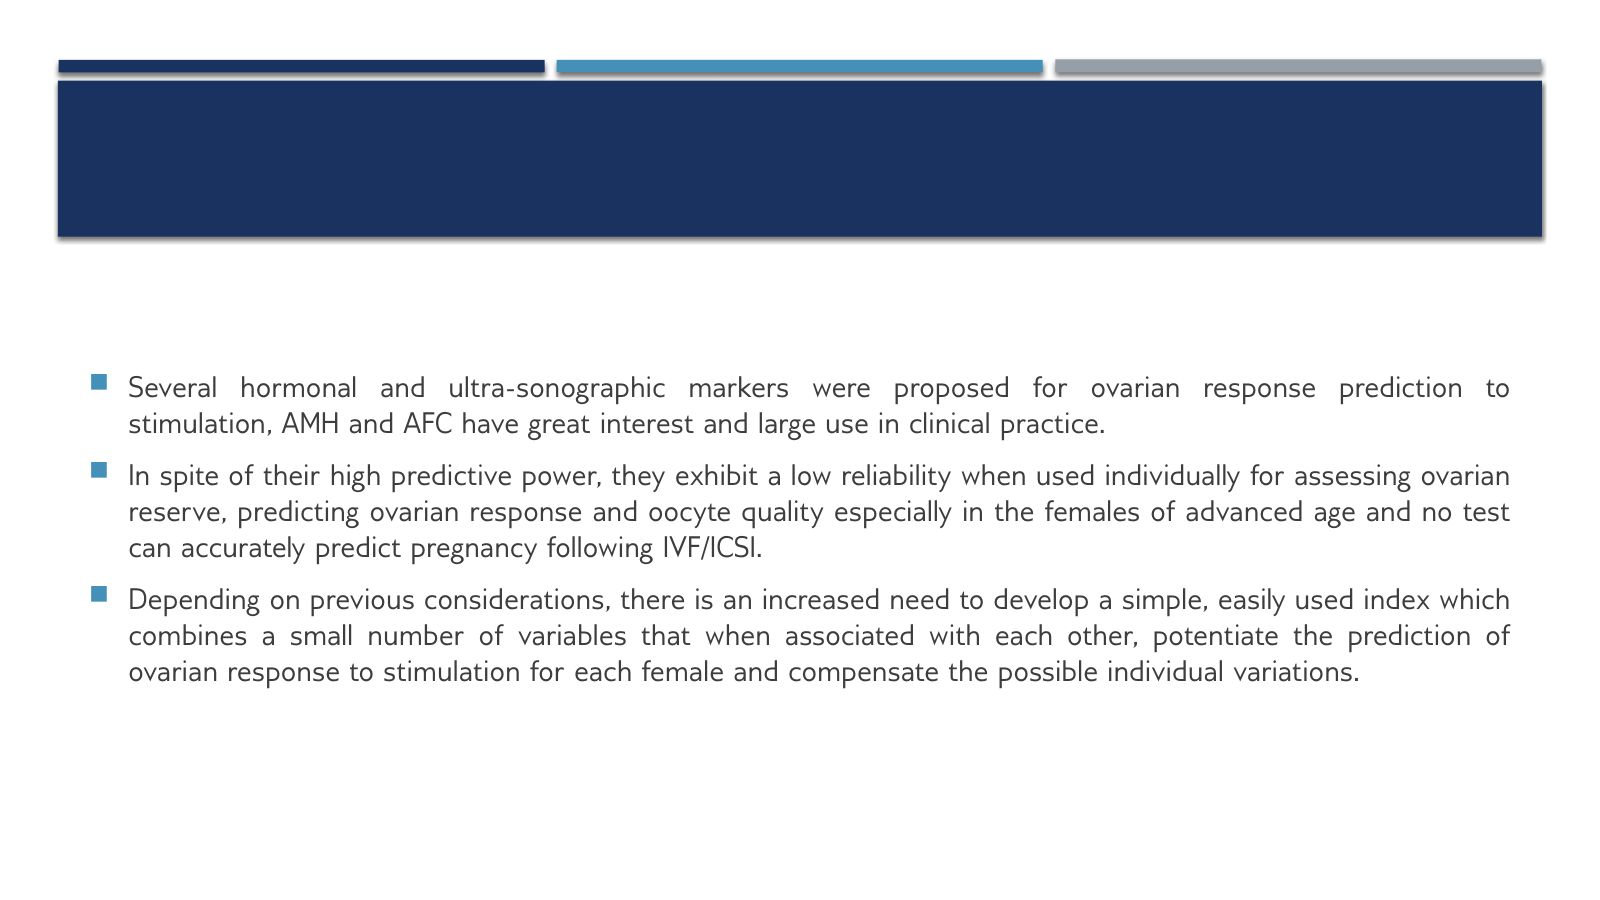 Several hormonal and ultra-sonographic markers were proposed for ovarian response prediction to
stimulation, AMH and AFC have great interest and large use in clinical practice.
In spite of their high predictive power, they exhibit a low reliability when used individually for assessing ovarian
reserve, predicting ovarian response and oocyte quality especially in the females of advanced age and no test
can accurately predict pregnancy following IVF/ICSI.
Depending on previous considerations, there is an increased need to develop a simple, easily used index which
combines a small number of variables that when associated with each other, potentiate the prediction of
ovarian response to stimulation for each female and compensate the possible individual variations.